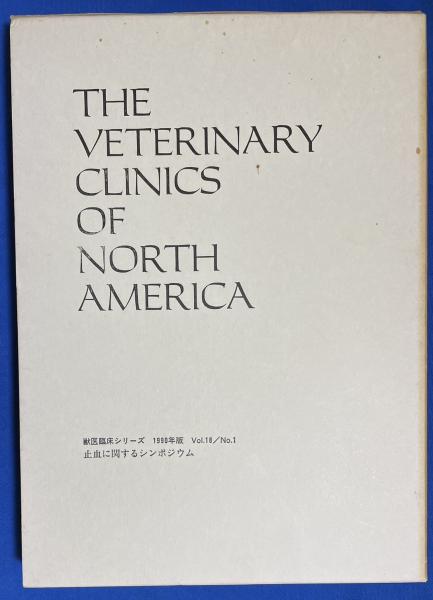 THE
VETERINARY
CLINICS
OF
NORTH
AMERICA
獣医臨床シリーズ 1990年版 Vol.18/No.1
止血に関するシンポジウム